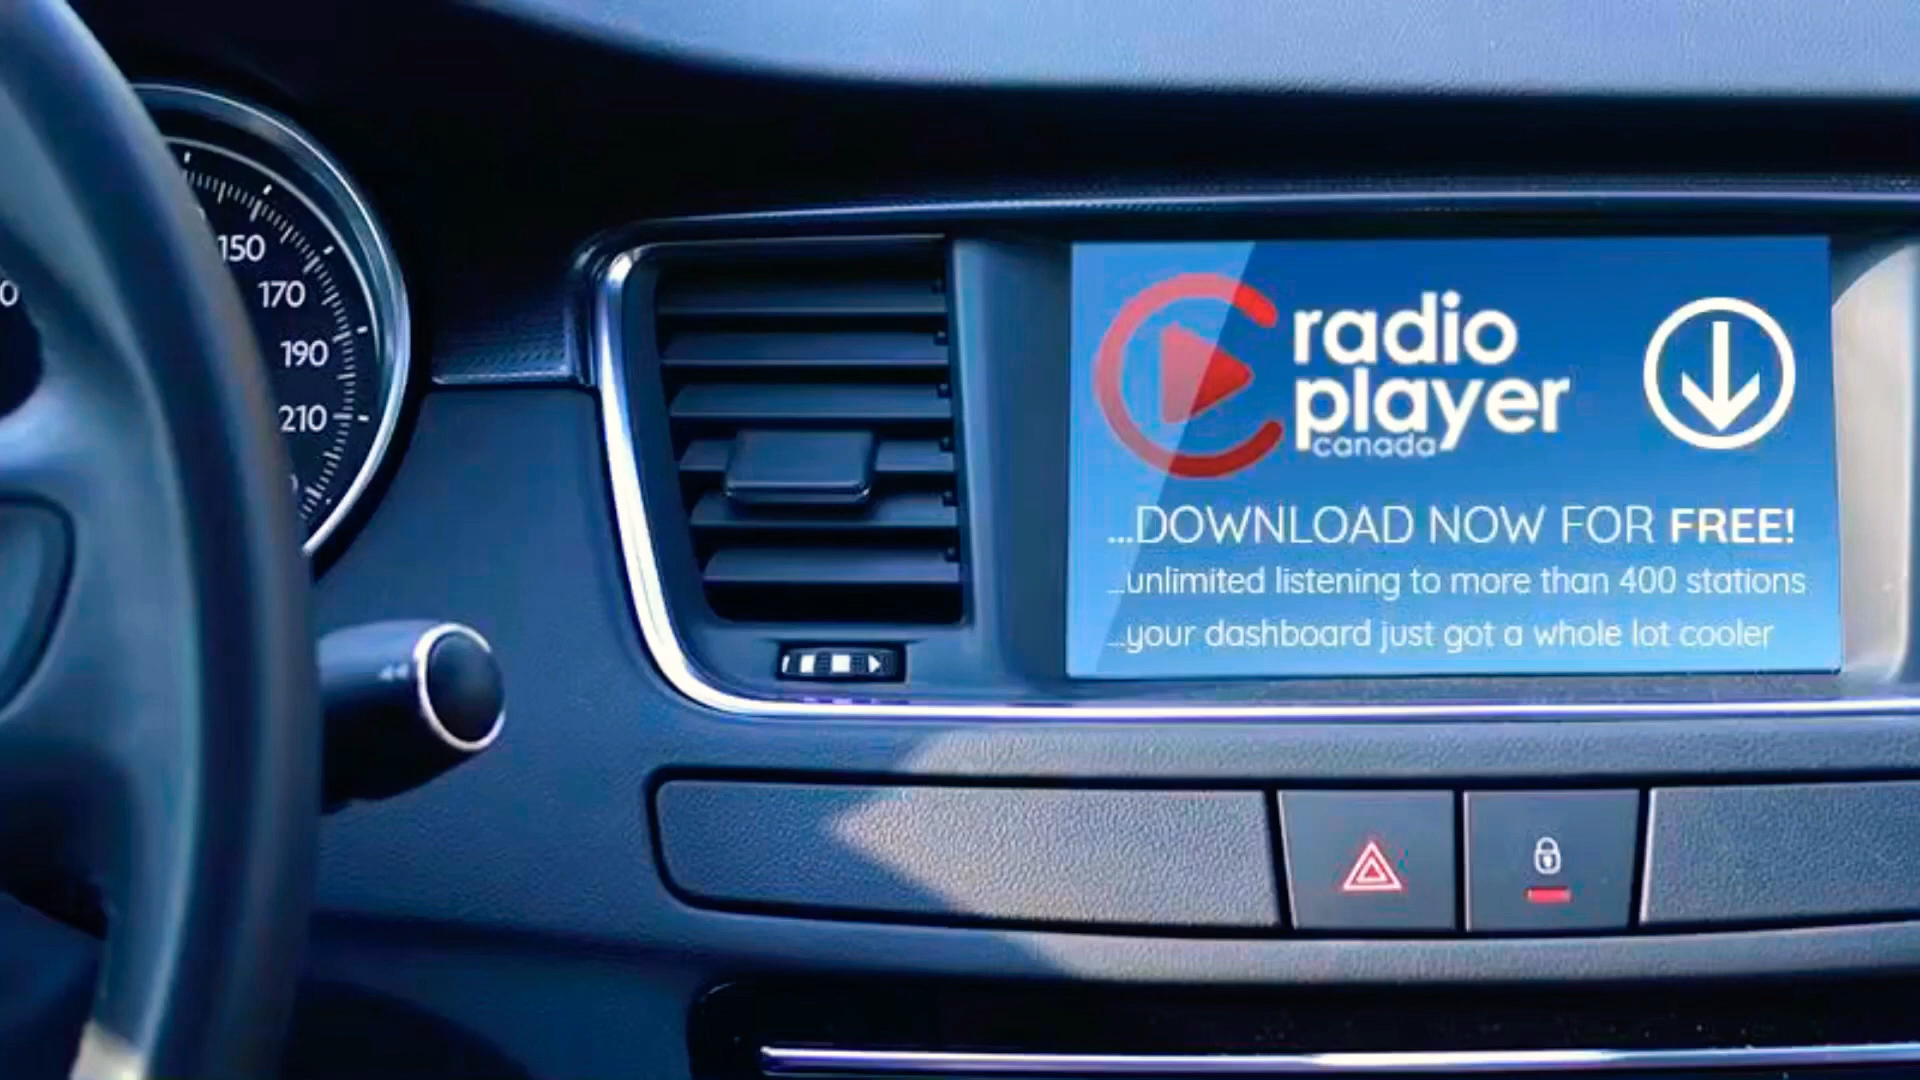 150
170
190
210
radio
player
canada
...DOWNLOAD NOW FOR FREE!
...unlimited listening to more than 400 stations
...your dashboard just got a whole lot cooler